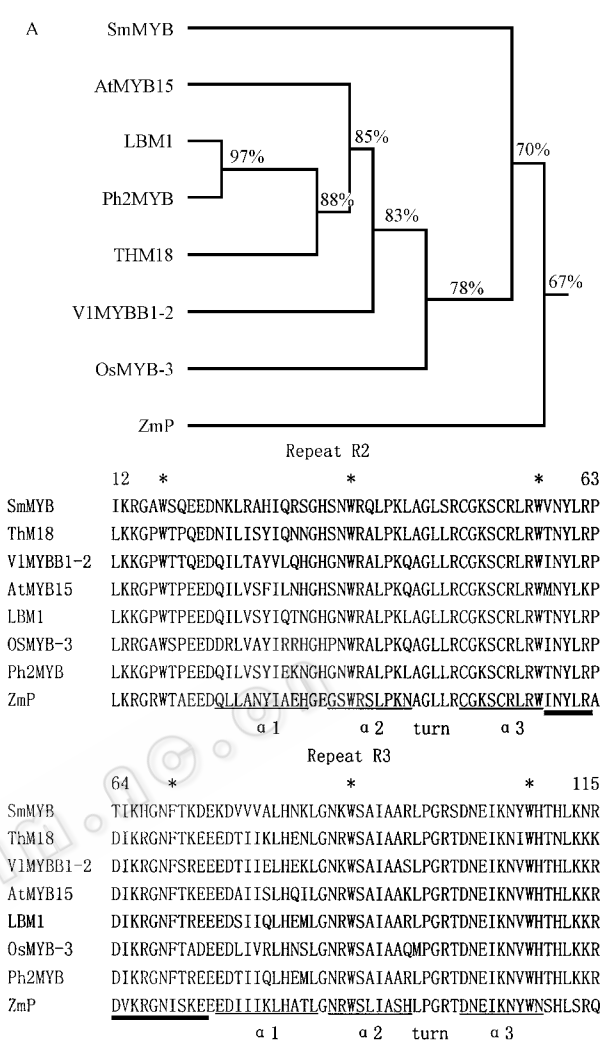 A
SmMYB
AtMYB15
LBM1
Ph2MYB
THM18
V1MYBB1-2
OsMYB-3
ZmP
97%
88%
85%
83%
78%
70%
67%
Repeat R2
12 * * * 63
SmMYB IKRGAWSQEEDNKLRAHIQRSGHSNWRQLPKLAGLSRCGKSCRLRWVNYLRP
ThM18 LKKGPWTPQEDNILISYIQNNGHSNWRALPKLAGLLRCGKSCRLRWTNYLRP
V1MYBB1-2 LKKGPWTTQEDQILTAYVLQHGHGNWRALPKQAGLLRCGKSCRLRWINYLRP
AtMYB15 LKRGPWTPEEDQILVSFILNHGHSNWRALPKQAGLLRCGKSCRLRWMNYLKP
LBM1 LKKGPWTPEEDQILVSYIQTNGHGNWRALPKLAGLLRCGKSCRLRWTNYLRP
OSMYB-3 LRRGAWSPEEDDRLVAYIRRHGHPNWRALPKQAGLLRCGKSCRLRWINYLRP
Ph2MYB LKKGPWTPEEDQILVSYIEKNGHGNWRALPKLAGLLRCGKSCRLRWTNYLRP
ZmP LKRGRWTAEEDQLLANYIAEHGEGSWRSLPKNAGLLRCGKSCRLRWINYLRA
α1 α2 turn α3
Repeat R3
64 * * * 115
SmMYB TIKHGNFTKDEKDVVVALHNKLGNKWSAIAARLPGRSDNEIKNYWHTHLKNR
ThM18 DIKRGNFTKEEEDTIIKLHENLGNRWSAIAARLPGRTDNEIKNYWHTNLKKK
V1MYBB1-2 DIKRGNFSREEEDTIIELHEKLGNKWSAIAASLPGRTDNEIKNVWHTHLKKR
AtMYB15 DIKRGNFTKEEEDAIISLHQILGNRWSAIAAKLPGRTDNEIKNVWHTHLKKR
LBM1 DIKRGNFTREEEDSIIQLHEMLGNRWSAIAARLPGRTDNEIKNVWHTHLKKR
OsMYB-3 DIKRGNFTADEEDLIVRLHNSLGNRWSAIAAQMPGRTDNEIKNVWHTHLKKR
Ph2MYB DIKRGNFTREEEDTIIQLHEMLGNRWSAIAARLPGRTDNEIKNVWHTHLKKR
ZmP DVKRGNISKEEEDIIIKLHATLGNRWSLIASHLPGRTDNEIKNYWNSHLSRQ
α1 α2 turn α3